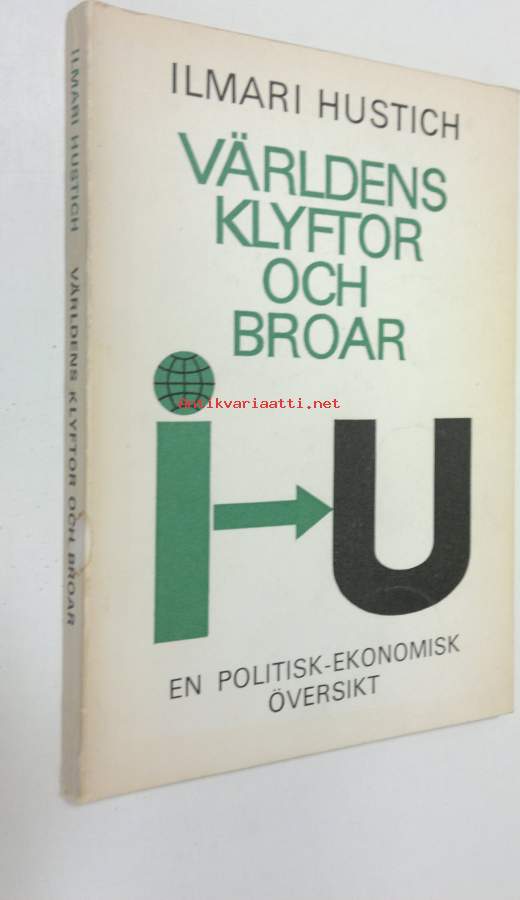 ILMARI HUSTICH
VÄRLDENS
KLYFTOR
OCH
BROAR
antikvariaatti.net
i U
EN POLITISK-EKONOMISK
ÖVERSIKT
ILMARI HUSTICH VÄRLDENS KLYFTOR OCH BROAR